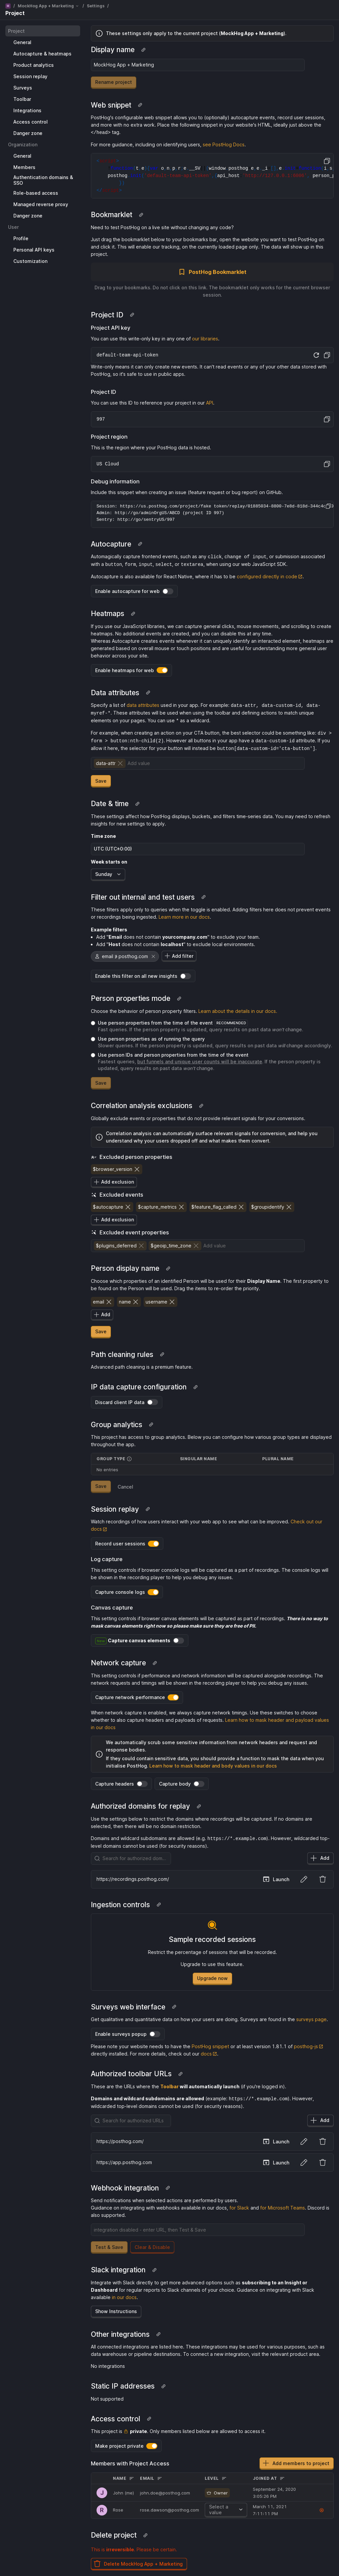 MockHog App + Marketing / Settings /
Project
Project
General
Autocapture & heatmaps
Product analytics
Session replay
Surveys
Toolbar
Integrations
Access control
Danger zone
Organization
General
Members
Authentication domains &
SSO
Role-based access
Managed reverse proxy
Danger zone
User
Profile
Personal API keys
Customization
These settings only apply to the current project (MockHog App + Marketing).
Display name
MockHog App + Marketing
Rename project
Web snippet
PostHog's configurable web snippet allows you to (optionally) autocapture events, record user sessions,
and more with no extra work. Place the following snippet in your website's HTML, ideally just above the
</head> tag.
For more guidance, including on identifying users, see PostHog Docs.
Bookmarklet
Need to test PostHog on a live site without changing any code?
Just drag the bookmarklet below to your bookmarks bar, open the website you want to test PostHog on and
click it. This will enable our tracking, on the currently loaded page only. The data will show up in this
project.
PostHog Bookmarklet
Drag to your bookmarks. Do not click on this link. The bookmarklet only works for the current browser
session.
Project ID
Project API key
You can use this write-only key in any one of our libraries.
default-team-api-token
Write-only means it can only create new events. It can't read events or any of your other data stored with
PostHog, so it's safe to use in public apps.
Project ID
You can use this ID to reference your project in our API.
997
Project region
This is the region where your PostHog data is hosted.
US Cloud
Debug information
Include this snippet when creating an issue (feature request or bug report) on GitHub.
Admin: http://go/adminOrgUS/ABCD (project ID 997)
Sentry: http://go/sentryUS/997
Autocapture
Automagically capture frontend events, such as any click, change of input, or submission associated
with a button, form, input, select, or textarea, when using our web JavaScript SDK.
Autocapture is also available for React Native, where it has to be configured directly in code.
Enable autocapture for web
Heatmaps
If you use our JavaScript libraries, we can capture general clicks, mouse movements, and scrolling to create
heatmaps. No additional events are created, and you can disable this at any time.
Whereas Autocapture creates events whenever it can uniquely identify an interacted element, heatmaps are
generated based on overall mouse or touch positions and are useful for understanding more general user
behavior across your site.
Enable heatmaps for web
Data attributes
Specify a list of data attributes used in your app. For example: data-attr, data-custom-id, data-
myref-*. These attributes will be used when using the toolbar and defining actions to match unique
elements on your pages. You can use * as a wildcard.
For example, when creating an action on your CTA button, the best selector could be something like: div >
form > button:nth-child(2). However all buttons in your app have a data-custom-id attribute. If you
allow it here, the selector for your button will instead be button[data-custom-id='cta-button'].
data-attr Add value
Save
Date & time
These settings affect how PostHog displays, buckets, and filters time-series data. You may need to refresh
insights for new settings to apply.
Time zone
UTC (UTC±0:00)
Week starts on
Sunday
Filter out internal and test users
These filters apply only to queries when the toggle on them is enabled. Adding filters here does not prevent events
or recordings being ingested. Learn more in our docs.
Example filters
Add "Email does not contain yourcompany.com" to exclude your team.
Add "Host does not contain localhost" to exclude local environments.
email ∌ posthog.com
Add filter
Enable this filter on all new insights
Person properties mode
Choose the behavior of person property filters. Learn about the details in our docs.
Use person properties from the time of the event RECOMMENDED
Fast queries. If the person property is updated, query results on past data won't change.
Use person properties as of running the query
Slower queries. If the person property is updated, query results on past data will change accordingly.
Use person IDs and person properties from the time of the event
Fastest queries, but funnels and unique user counts will be inaccurate. If the person property is
updated, query results on past data won't change.
Save
Correlation analysis exclusions
Globally exclude events or properties that do not provide relevant signals for your conversions.
Correlation analysis can automatically surface relevant signals for conversion, and help you
understand why your users dropped off and what makes them convert.
Excluded person properties
$browser_version
Add exclusion
Excluded events
$autocapture $capture_metrics $feature_flag_called $groupidentify
Add exclusion
Excluded event properties
$plugins_deferred $geoip_time_zone Add value
Person display name
Choose which properties of an identified Person will be used for their Display Name. The first property to
be found on the Person will be used. Drag the items to re-order the priority.
email name username
Add
Save
Path cleaning rules
Advanced path cleaning is a premium feature.
IP data capture configuration
Discard client IP data
Group analytics
This project has access to group analytics. Below you can configure how various group types are displayed
throughout the app.
GROUP TYPE SINGULAR NAME PLURAL NAME
No entries
Save Cancel
Session replay
Watch recordings of how users interact with your web app to see what can be improved. Check out our
docs
Record user sessions
Log capture
This setting controls if browser console logs will be captured as a part of recordings. The console logs will
be shown in the recording player to help you debug any issues.
Capture console logs
Canvas capture
This setting controls if browser canvas elements will be captured as part of recordings. There is no way to
mask canvas elements right now so please make sure they are free of PII.
Capture canvas elements
Network capture
This setting controls if performance and network information will be captured alongside recordings. The
network requests and timings will be shown in the recording player to help you debug any issues.
Capture network performance
When network capture is enabled, we always capture network timings. Use these switches to choose
whether to also capture headers and payloads of requests. Learn how to mask header and payload values
in our docs
We automatically scrub some sensitive information from network headers and request and
response bodies.
If they could contain sensitive data, you should provide a function to mask the data when you
initialise PostHog. Learn how to mask header and body values in our docs
Capture headers Capture body
Authorized domains for replay
Use the settings below to restrict the domains where recordings will be captured. If no domains are
selected, then there will be no domain restriction.
Domains and wildcard subdomains are allowed (e.g. https://*.example.com). However, wildcarded top-
level domains cannot be used (for security reasons).
Search for authorized dom...
Add
https://recordings.posthog.com/ Launch
Ingestion controls
Sample recorded sessions
Restrict the percentage of sessions that will be recorded.
Upgrade to use this feature.
Upgrade now
Surveys web interface
Get qualitative and quantitative data on how your users are doing. Surveys are found in the surveys page.
Enable surveys popup
Please note your website needs to have the PostHog snippet or at least version 1.81.1 of posthog-js
directly installed. For more details, check out our docs.
Authorized toolbar URLs
These are the URLs where the Toolbar will automatically launch (if you're logged in).
Domains and wildcard subdomains are allowed (example: https://*.example.com). However,
wildcarded top-level domains cannot be used (for security reasons).
Search for authorized URLs
Add
https://posthog.com/ Launch
https://app.posthog.com Launch
Webhook integration
Send notifications when selected actions are performed by users.
Guidance on integrating with webhooks available in our docs, for Slack and for Microsoft Teams. Discord is
also supported.
integration disabled - enter URL, then Test & Save
Test & Save Clear & Disable
Slack integration
Integrate with Slack directly to get more advanced options such as subscribing to an Insight or
Dashboard for regular reports to Slack channels of your choice. Guidance on integrating with Slack
available in our docs.
Show Instructions
Other integrations
All connected integrations are listed here. These integrations may be used for various purposes, such as
data warehouse or pipeline destinations. To connect a new integration, visit the relevant product area.
No integrations
Static IP addresses
Not supported
Access control
This project is private. Only members listed below are allowed to access it.
Make project private
Members with Project Access
Add members to project
NAME EMAIL LEVEL JOINED AT
J John (me) john.doe@posthog.com Owner September 24, 2020
3:05:26 PM
R Rose rose.dawson@posthog.com Select a
value
March 11, 2021
7:11:11 PM
Delete project
This is irreversible. Please be certain.
Delete MockHog App + Marketing